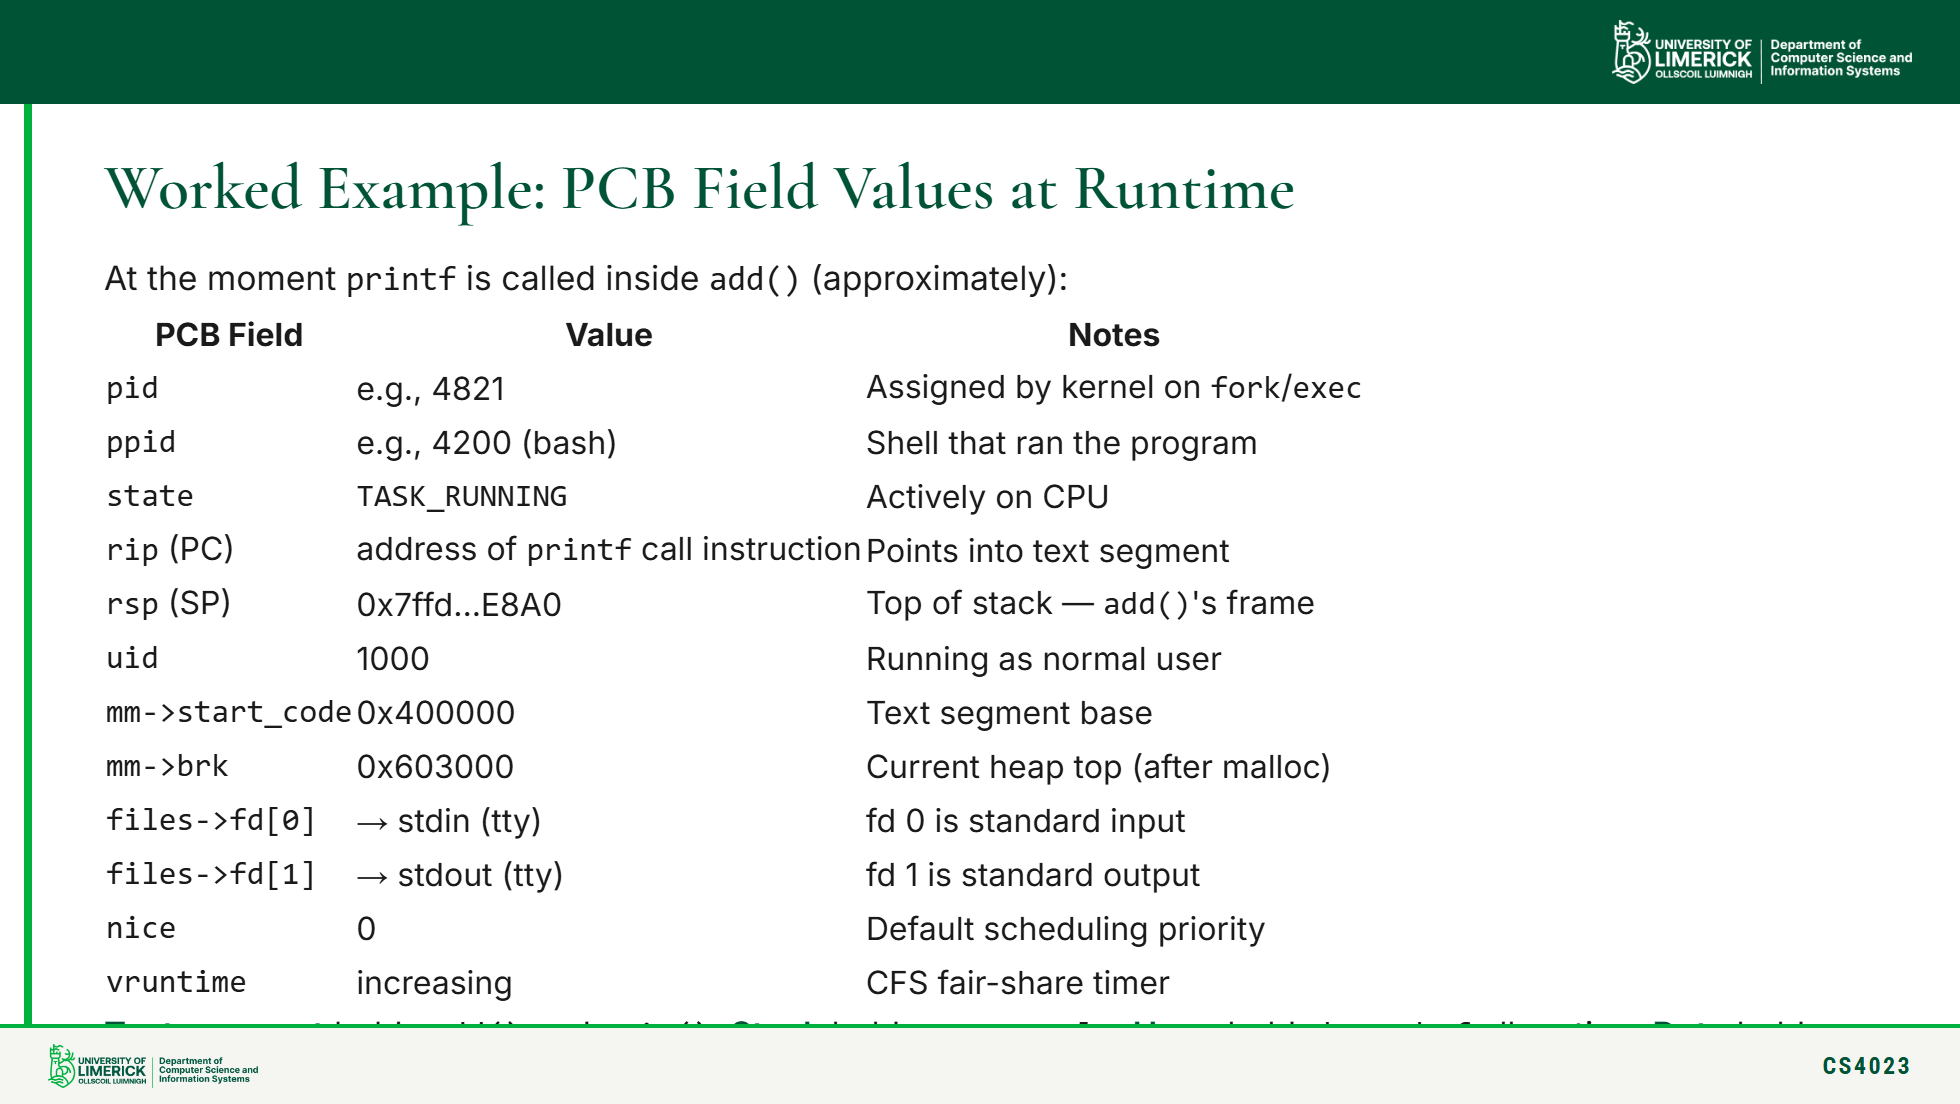 UNIVERSITY OF
LIMERICK
OLLSCOIL LUIMNIGH
Department of
Computer Science and
Information Systems
Worked Example: PCB Field Values at Runtime
At the moment printf is called inside add() (approximately):
PCB Field Value Notes
pid e.g., 4821 Assigned by kernel on fork/exec
ppid e.g., 4200 (bash) Shell that ran the program
state TASK_RUNNING Actively on CPU
rip (PC) address of printf call instruction Points into text segment
rsp (SP) 0x7ffd...E8A0 Top of stack — add()'s frame
uid 1000 Running as normal user
mm->start_code 0x400000 Text segment base
mm->brk 0x603000 Current heap top (after malloc)
files->fd[0] → stdin (tty) fd 0 is standard input
files->fd[1] → stdout (tty) fd 1 is standard output
nice 0 Default scheduling priority
vruntime increasing CFS fair-share timer
UNIVERSITY OF
LIMERICK
OLLSCOIL LUIMNIGH
Department of
Computer Science and
Information Systems
CS4023